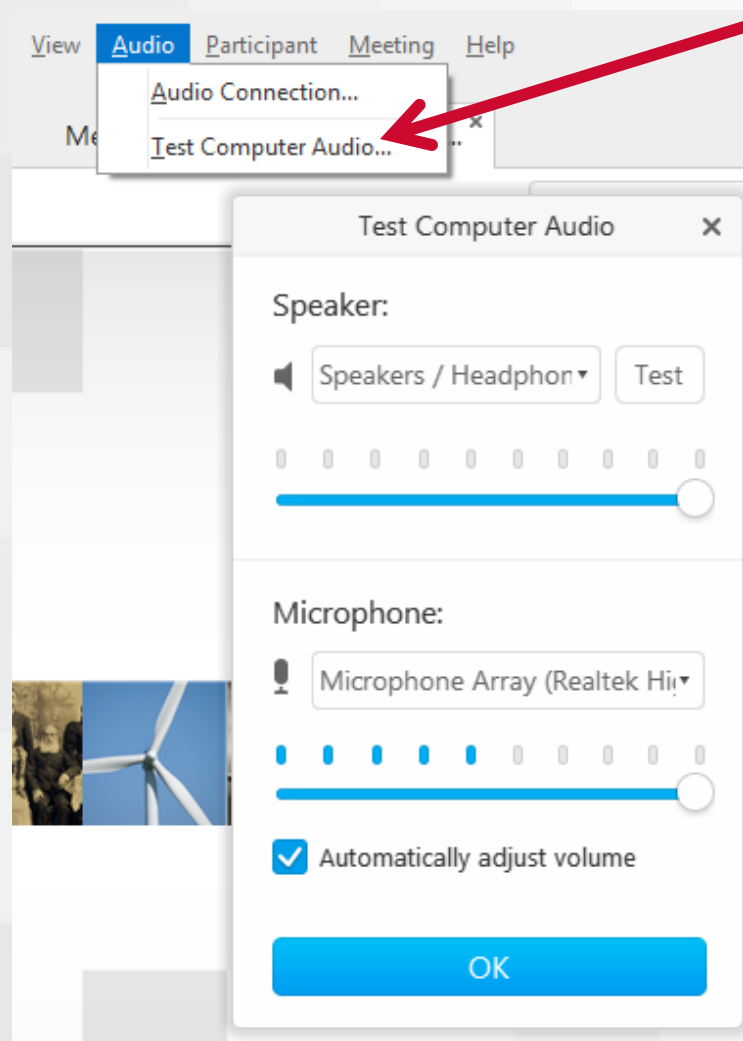 View Audio Participant Meeting Help
Audio Connection...
Me
Test Computer Audio...
..
Test Computer Audio
Speaker:
Speakers / Headphon Test
Microphone:
Microphone Array (Realtek Hi
Automatically adjust volume
OK